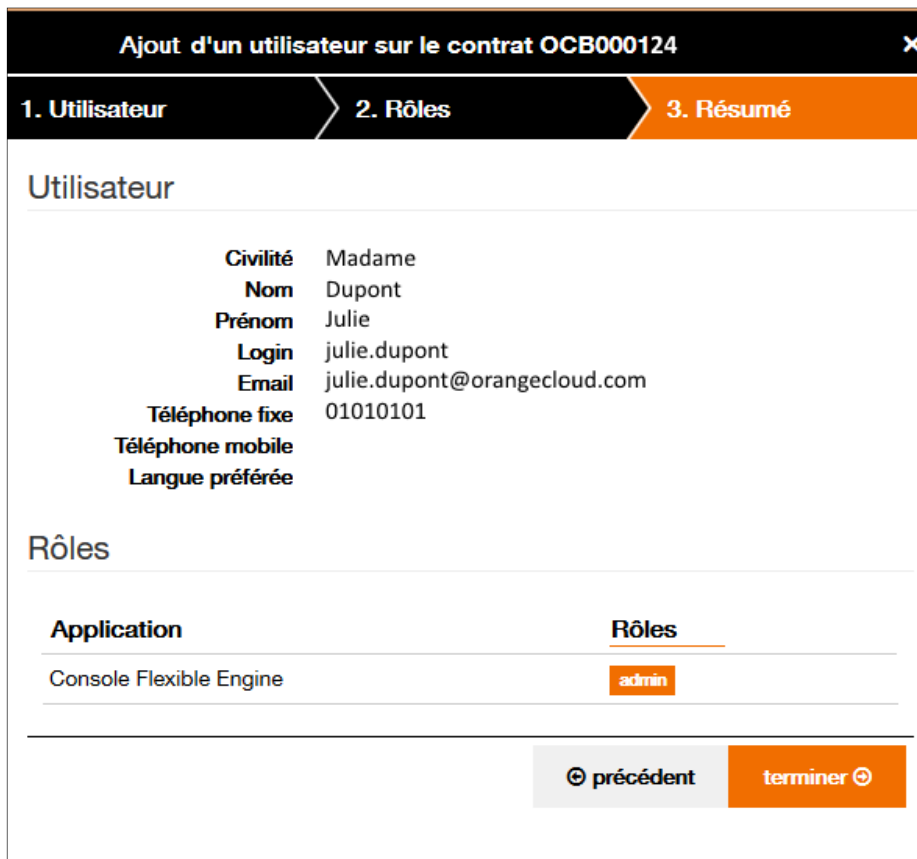 Ajout d'un utilisateur sur le contrat OCB000124 ×
1. Utilisateur 2. Rôles 3. Résumé
Utilisateur
Civilité Madame
Nom Dupont
Prénom Julie
Login julie.dupont
Email julie.dupont@orangecloud.com
Téléphone fixe 01010101
Téléphone mobile
Langue préférée
Rôles
Application Rôles
Console Flexible Engine admin
précédent terminer